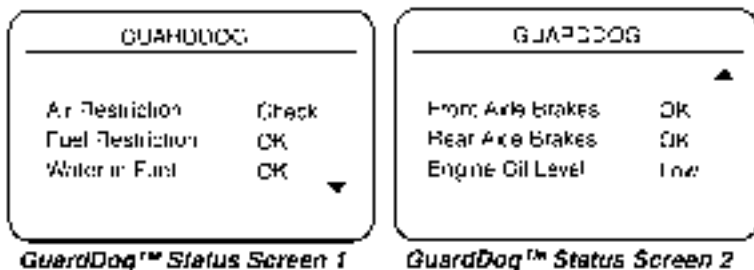 GUARDDOG
Air Restriction Check
Fuel Restriction OK
Water in Fuel OK
GuardDog™ Status Screen 1
GUARDDOG
Front Axle Brakes OK
Rear Axle Brakes OK
Engine Oil Level Low
GuardDog™ Status Screen 2